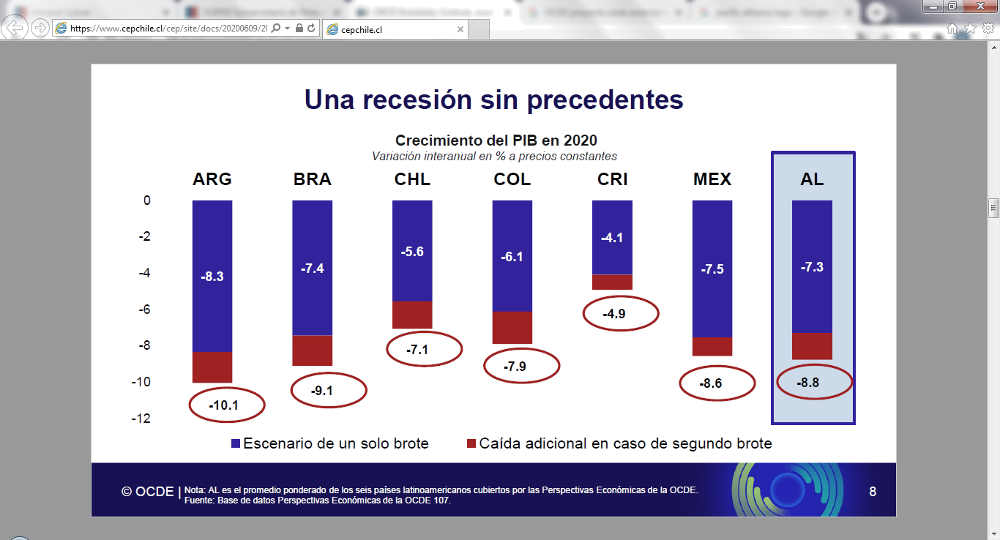 https://www.cepchile.cl/cep/site/docs/20200609/20
cepchile.cl
Una recesión sin precedentes
Crecimiento del PIB en 2020
Variación interanual en % a precios constantes
ARG BRA CHL COL CRI MEX AL
0
-2
-4
-6
-8
-10
-12
-8.3 -7.4 -5.6 -6.1 -4.1 -7.5 -7.3
-10.1 -9.1 -7.1 -7.9 -4.9 -8.6 -8.8
Escenario de un solo brote Caída adicional en caso de segundo brote
© OCDE | Nota: AL es el promedio ponderado de los seis países latinoamericanos cubiertos por las Perspectivas Económicas de la OCDE.
Fuente: Base de datos Perspectivas Económicas de la OCDE 107.
8